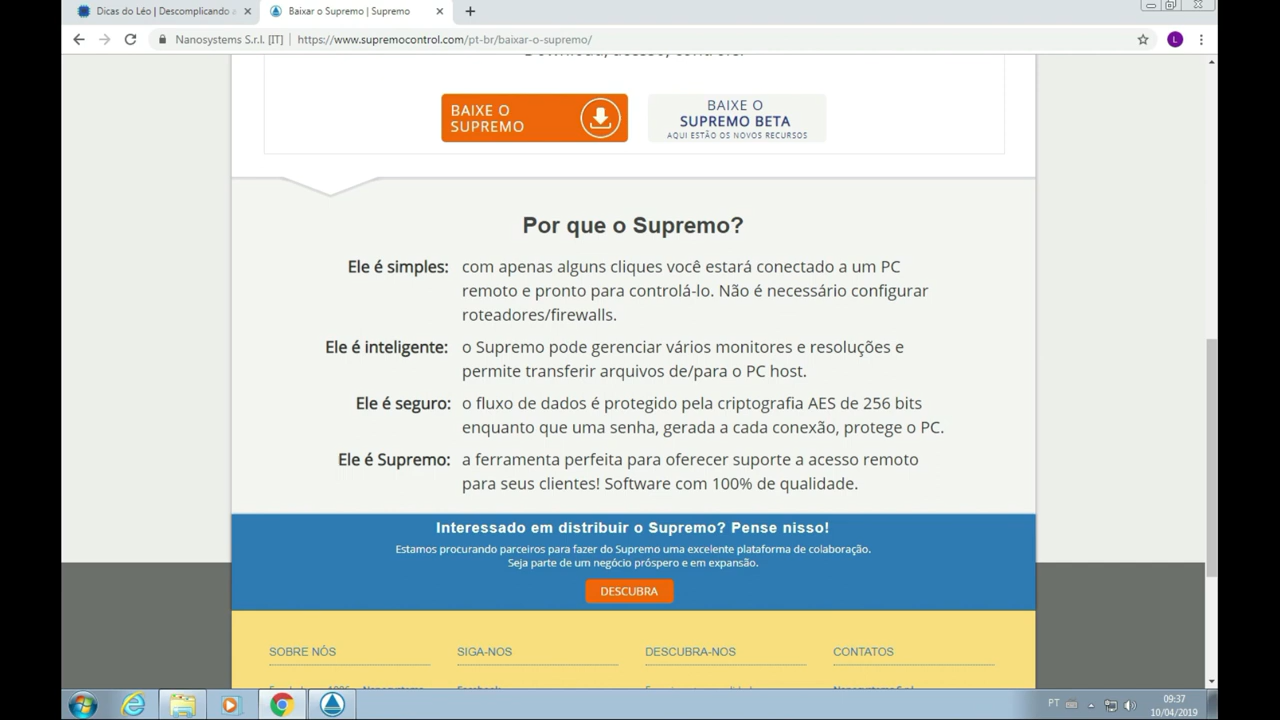 Dicas do Léo | Descomplicando a
Baixar o Supremo | Supremo
Nanosystems S.r.l. [IT]
https://www.supremocontrol.com/pt-br/baixar-o-supremo/
L
BAIXE O
SUPREMO
BAIXE O
SUPREMO BETA
AQUI ESTÃO OS NOVOS RECURSOS
Por que o Supremo?
Ele é simples: com apenas alguns cliques você estará conectado a um PC
remoto e pronto para controlá-lo. Não é necessário configurar
roteadores/firewalls.
Ele é inteligente: o Supremo pode gerenciar vários monitores e resoluções e
permite transferir arquivos de/para o PC host.
Ele é seguro: o fluxo de dados é protegido pela criptografia AES de 256 bits
enquanto que uma senha, gerada a cada conexão, protege o PC.
Ele é Supremo: a ferramenta perfeita para oferecer suporte a acesso remoto
para seus clientes! Software com 100% de qualidade.
Interessado em distribuir o Supremo? Pense nisso!
Estamos procurando parceiros para fazer do Supremo uma excelente plataforma de colaboração.
Seja parte de um negócio próspero e em expansão.
DESCUBRA
SOBRE NÓS
SIGA-NOS
DESCUBRA-NOS
CONTATOS
PT
09:37
10/04/2019